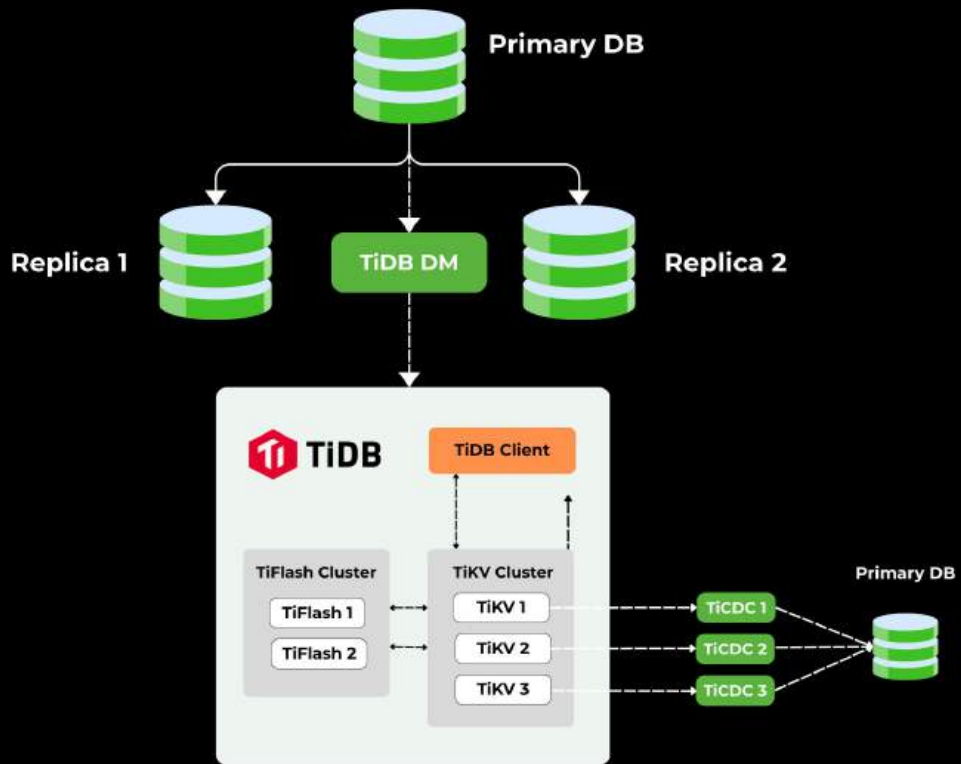 Primary DB
Replica 1
TiDB DM
Replica 2
Ti TiDB
TiDB Client
TiFlash Cluster
TiKV Cluster
Primary DB
TiFlash 1
TiKV 1
TiCDC 1
TiFlash 2
TiKV 2
TiCDC 2
TiKV 3
TiCDC 3